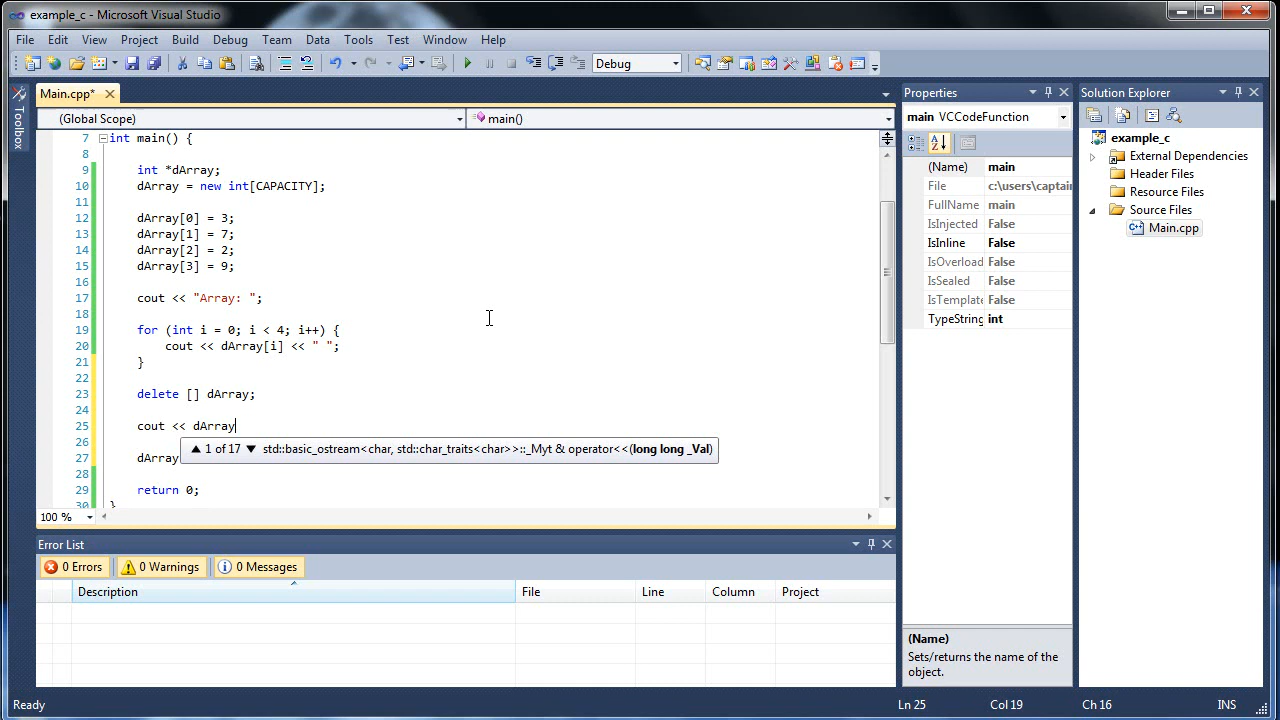 example_c - Microsoft Visual Studio
File Edit View Project Build Debug Team Data Tools Test Window Help
Debug
Main.cpp*
(Global Scope) main()
Toolbox
7 int main() {
8
9 int *dArray;
10 dArray = new int[CAPACITY];
11
12 dArray[0] = 3;
13 dArray[1] = 7;
14 dArray[2] = 2;
15 dArray[3] = 9;
16
17 cout << "Array: ";
18
19 for (int i = 0; i < 4; i++) {
20 cout << dArray[i] << " ";
21 }
22
23 delete [] dArray;
24
25 cout << dArray
26 1 of 17 std::basic_ostream<char, std::char_traits<char>>::_Myt & operator<<(long long _Val)
27 dArray
28
29 return 0;
30 }
100 %
Error List
0 Errors 0 Warnings 0 Messages
Description File Line Column Project
Properties
main VCCodeFunction
(Name) main
File c:\users\captain
FullName main
IsInjected False
IsInline False
IsOverload False
IsSealed False
IsTemplate False
TypeString int
(Name)
Sets/returns the name of the
object.
Solution Explorer
example_c
External Dependencies
Header Files
Resource Files
Source Files
Main.cpp
Ready Ln 25 Col 19 Ch 16 INS